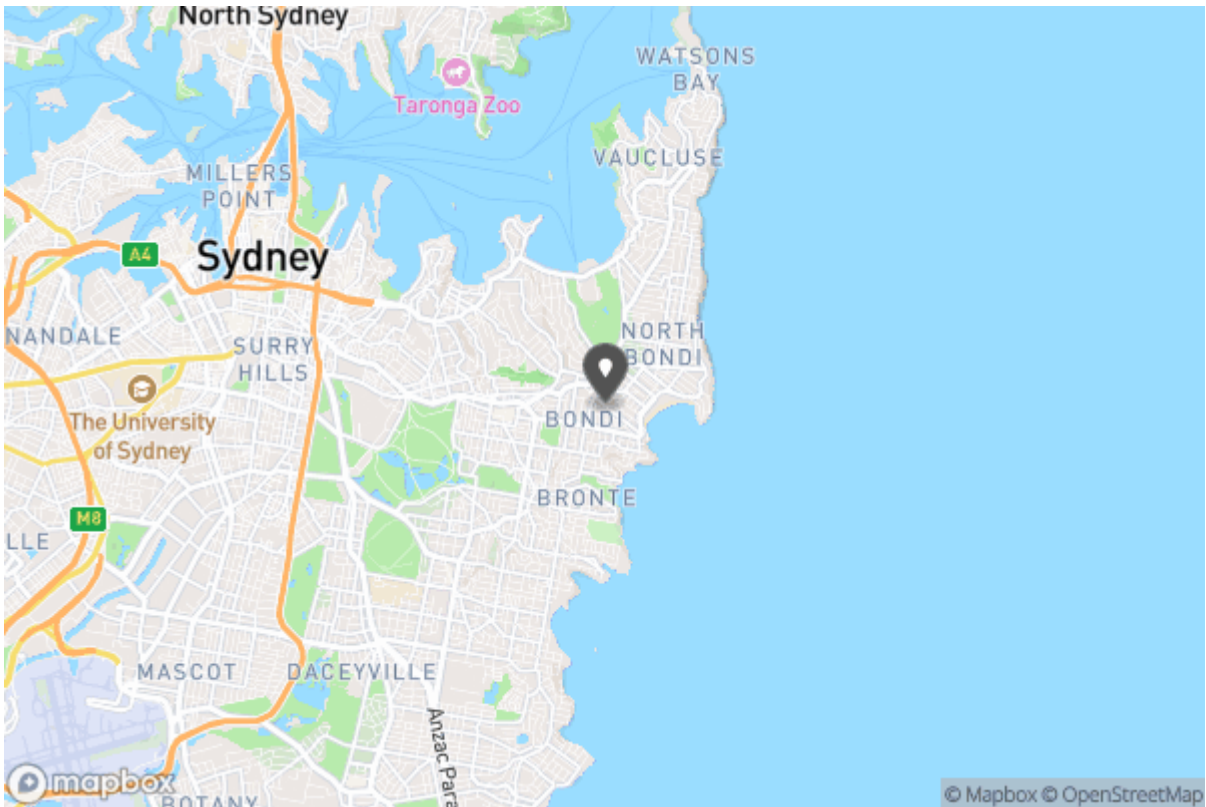 North Sydney
WATSONS
BAY
Taronga Zoo
VAUCLUSE
MILLERS
POINT
A4
Sydney
NORTH
BONDI
NANDALE
SURRY
HILLS
The University
of Sydney
BONDI
BRONTE
M8
LLE
MASCOT
DACEYVILLE
Anzac Para
mapbox
BOTANY
© Mapbox © OpenStreetMap